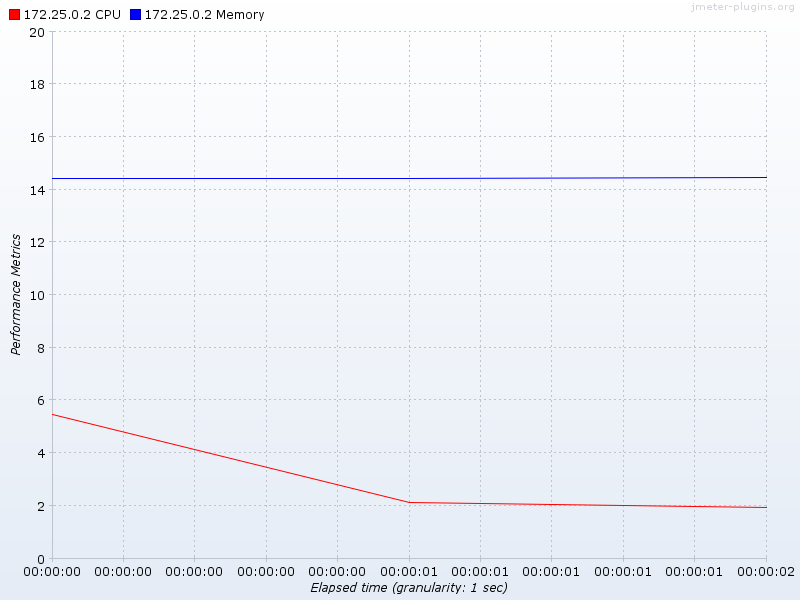 jmeter-plugins.org
172.25.0.2 CPU 172.25.0.2 Memory
20
18
16
14
12
10
8
6
4
2
0
Performance Metrics
00:00:00 00:00:00 00:00:00 00:00:00 00:00:00 00:00:01 00:00:01 00:00:01 00:00:01 00:00:01 00:00:02
Elapsed time (granularity: 1 sec)